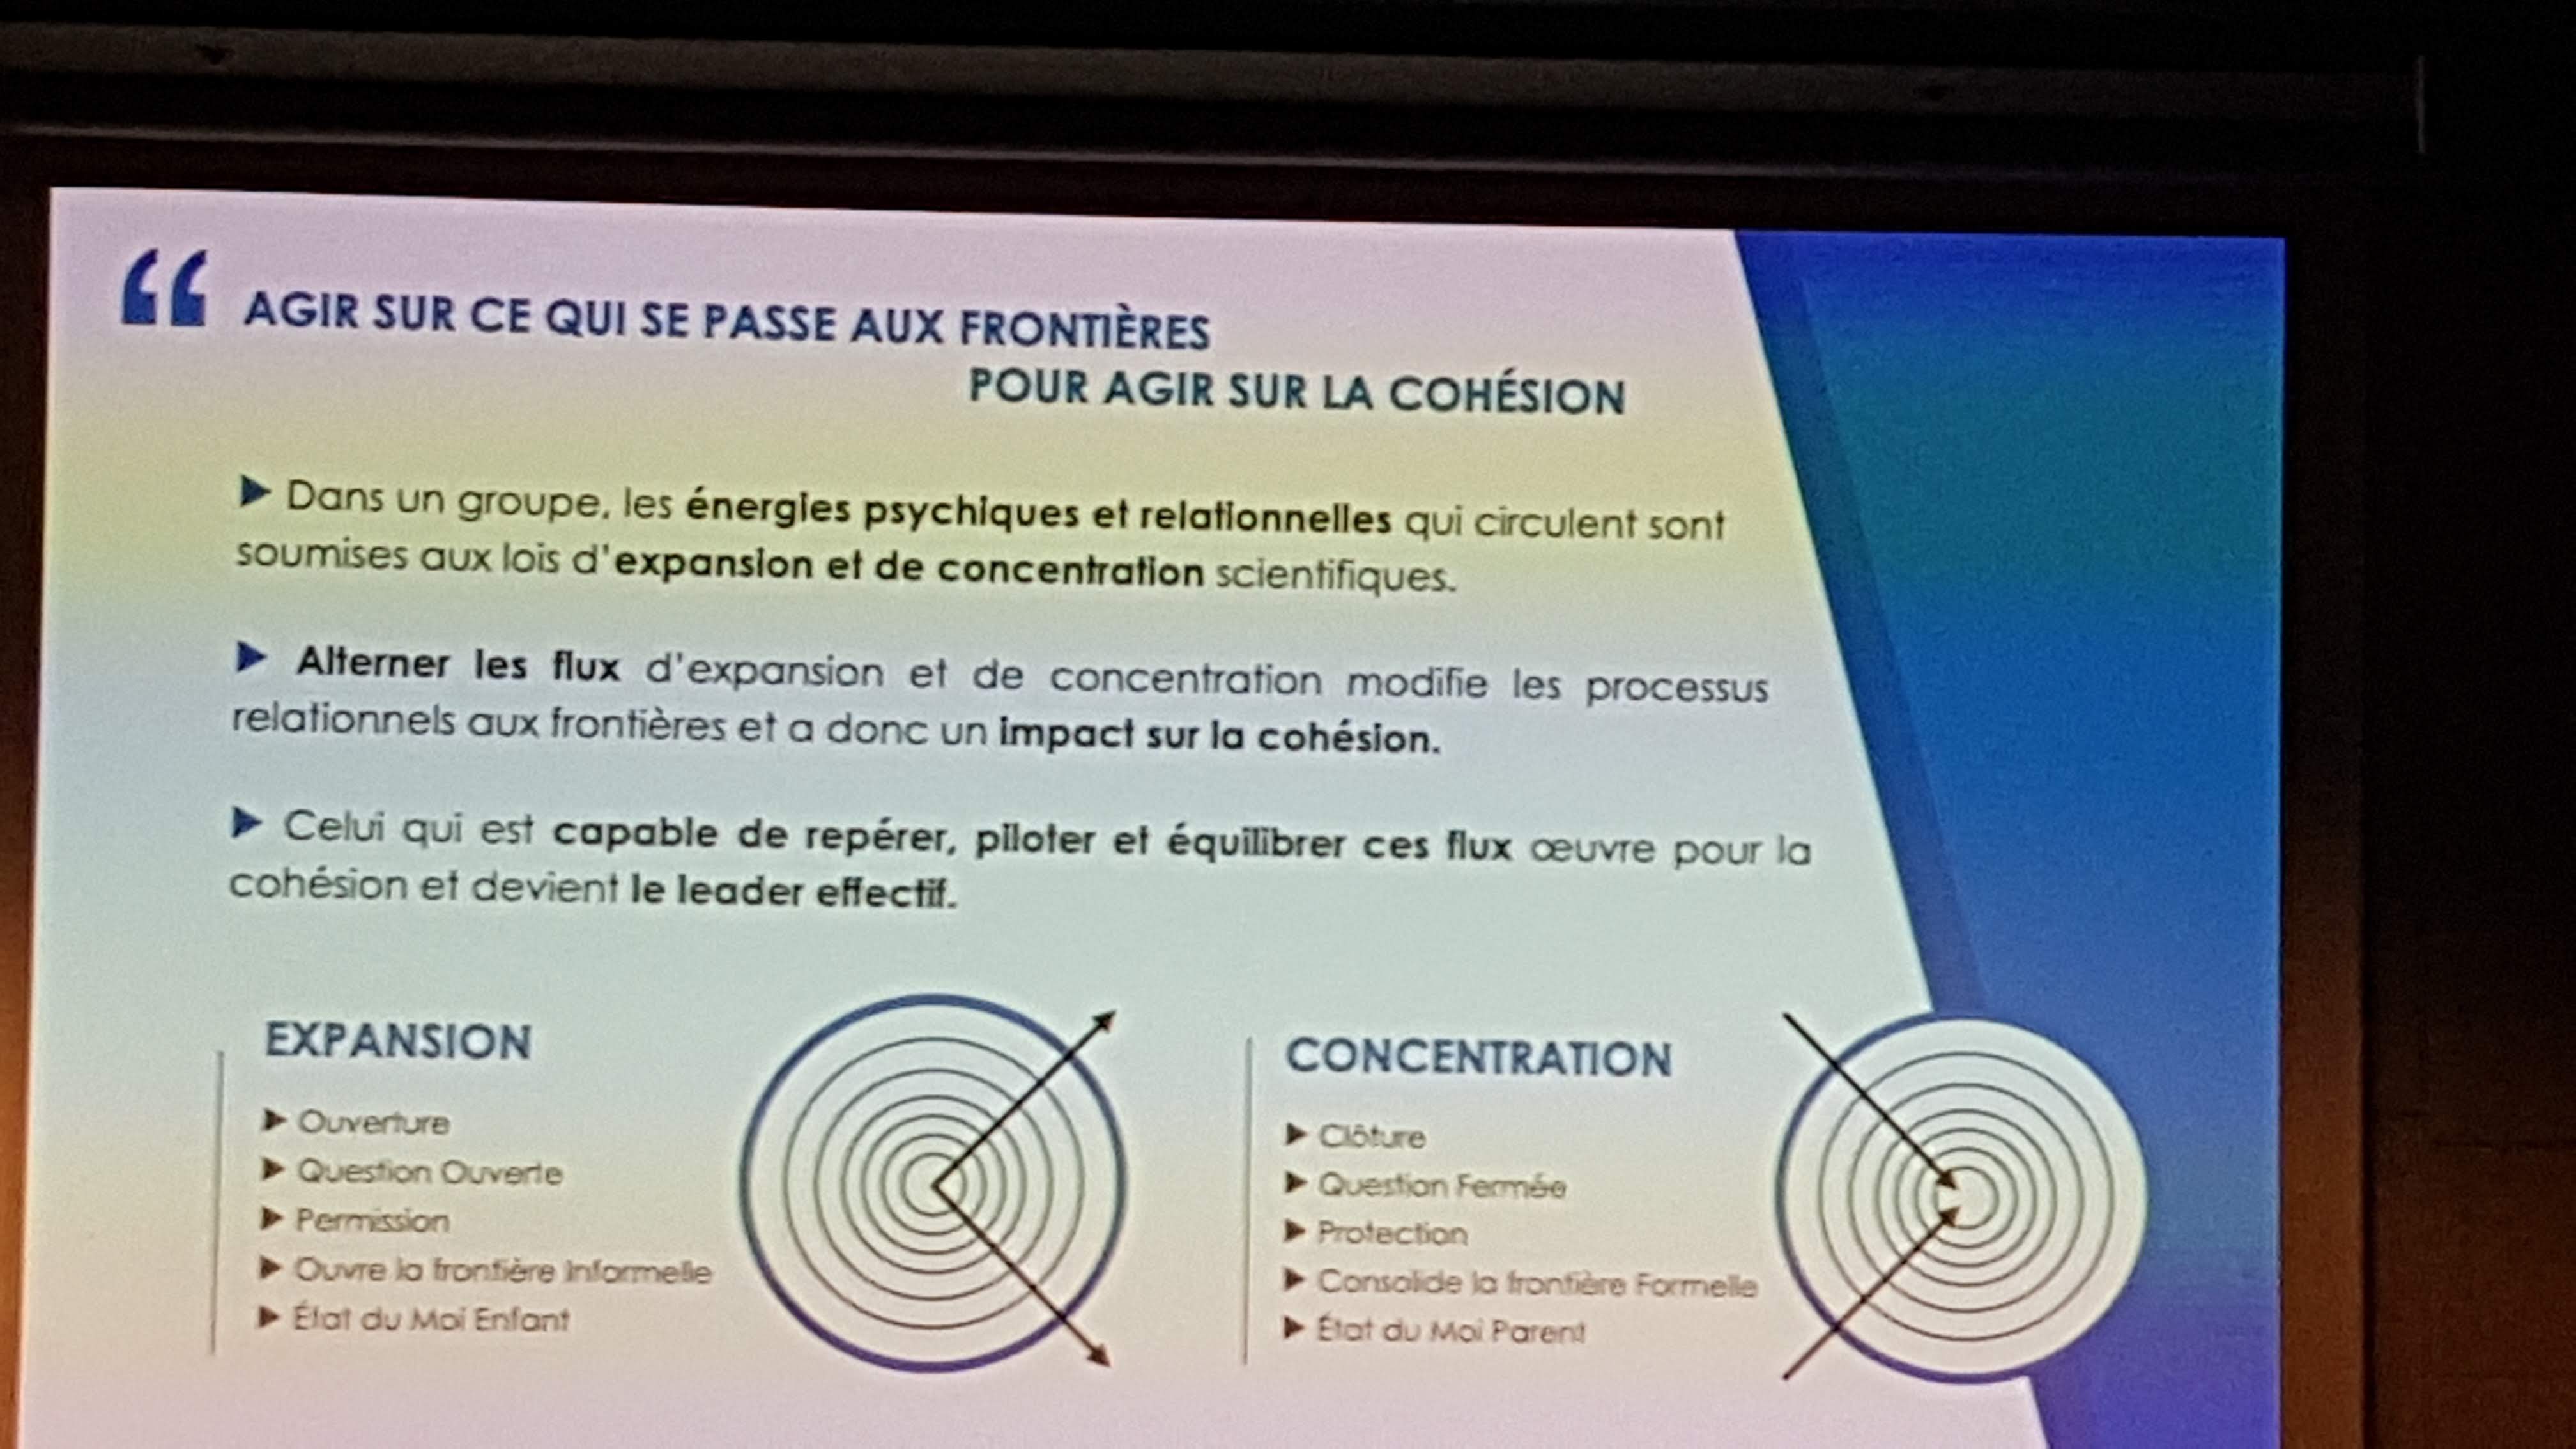 “ AGIR SUR CE QUI SE PASSE AUX FRONTIÈRES
POUR AGIR SUR LA COHÉSION
▶ Dans un groupe, les énergies psychiques et relationnelles qui circulent sont
soumises aux lois d'expansion et de concentration scientifiques.
▶ Alterner les flux d'expansion et de concentration modifie les processus
relationnels aux frontières et a donc un impact sur la cohésion.
▶ Celui qui est capable de repérer, piloter et équilibrer ces flux œuvre pour la
cohésion et devient le leader effectif.
EXPANSION
▶ Ouverture
▶ Question Ouverte
▶ Permission
▶ Ouvre la frontière Informelle
▶ État du Moi Enfant
CONCENTRATION
▶ Clôture
▶ Question Fermée
▶ Protection
▶ Consolide la frontière Formelle
▶ État du Moi Parent